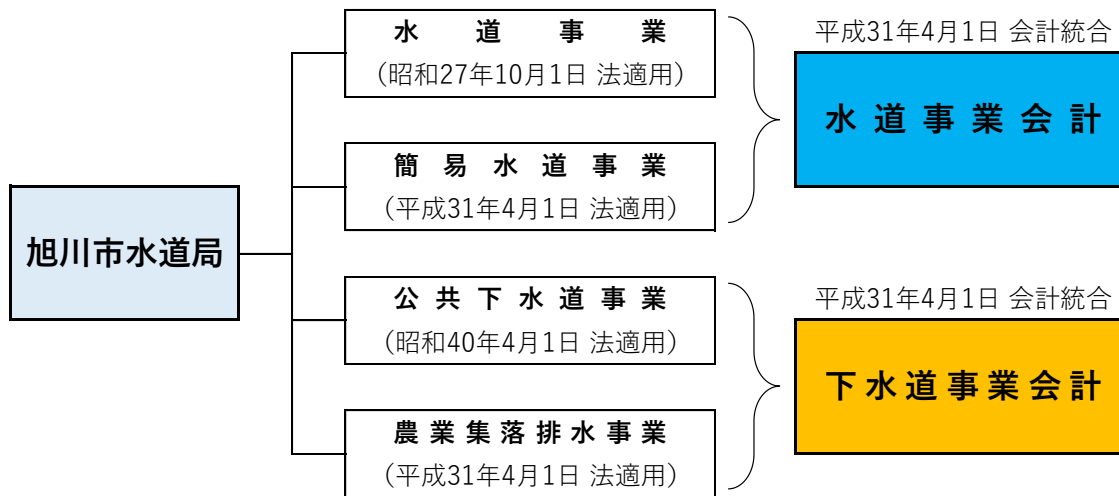 旭川市水道局
水道事業
（昭和27年10月1日 法適用）
簡易水道事業
（平成31年4月1日 法適用）
平成31年4月1日 会計統合
水道事業会計
公共下水道事業
（昭和40年4月1日 法適用）
農業集落排水事業
（平成31年4月1日 法適用）
平成31年4月1日 会計統合
下水道事業会計